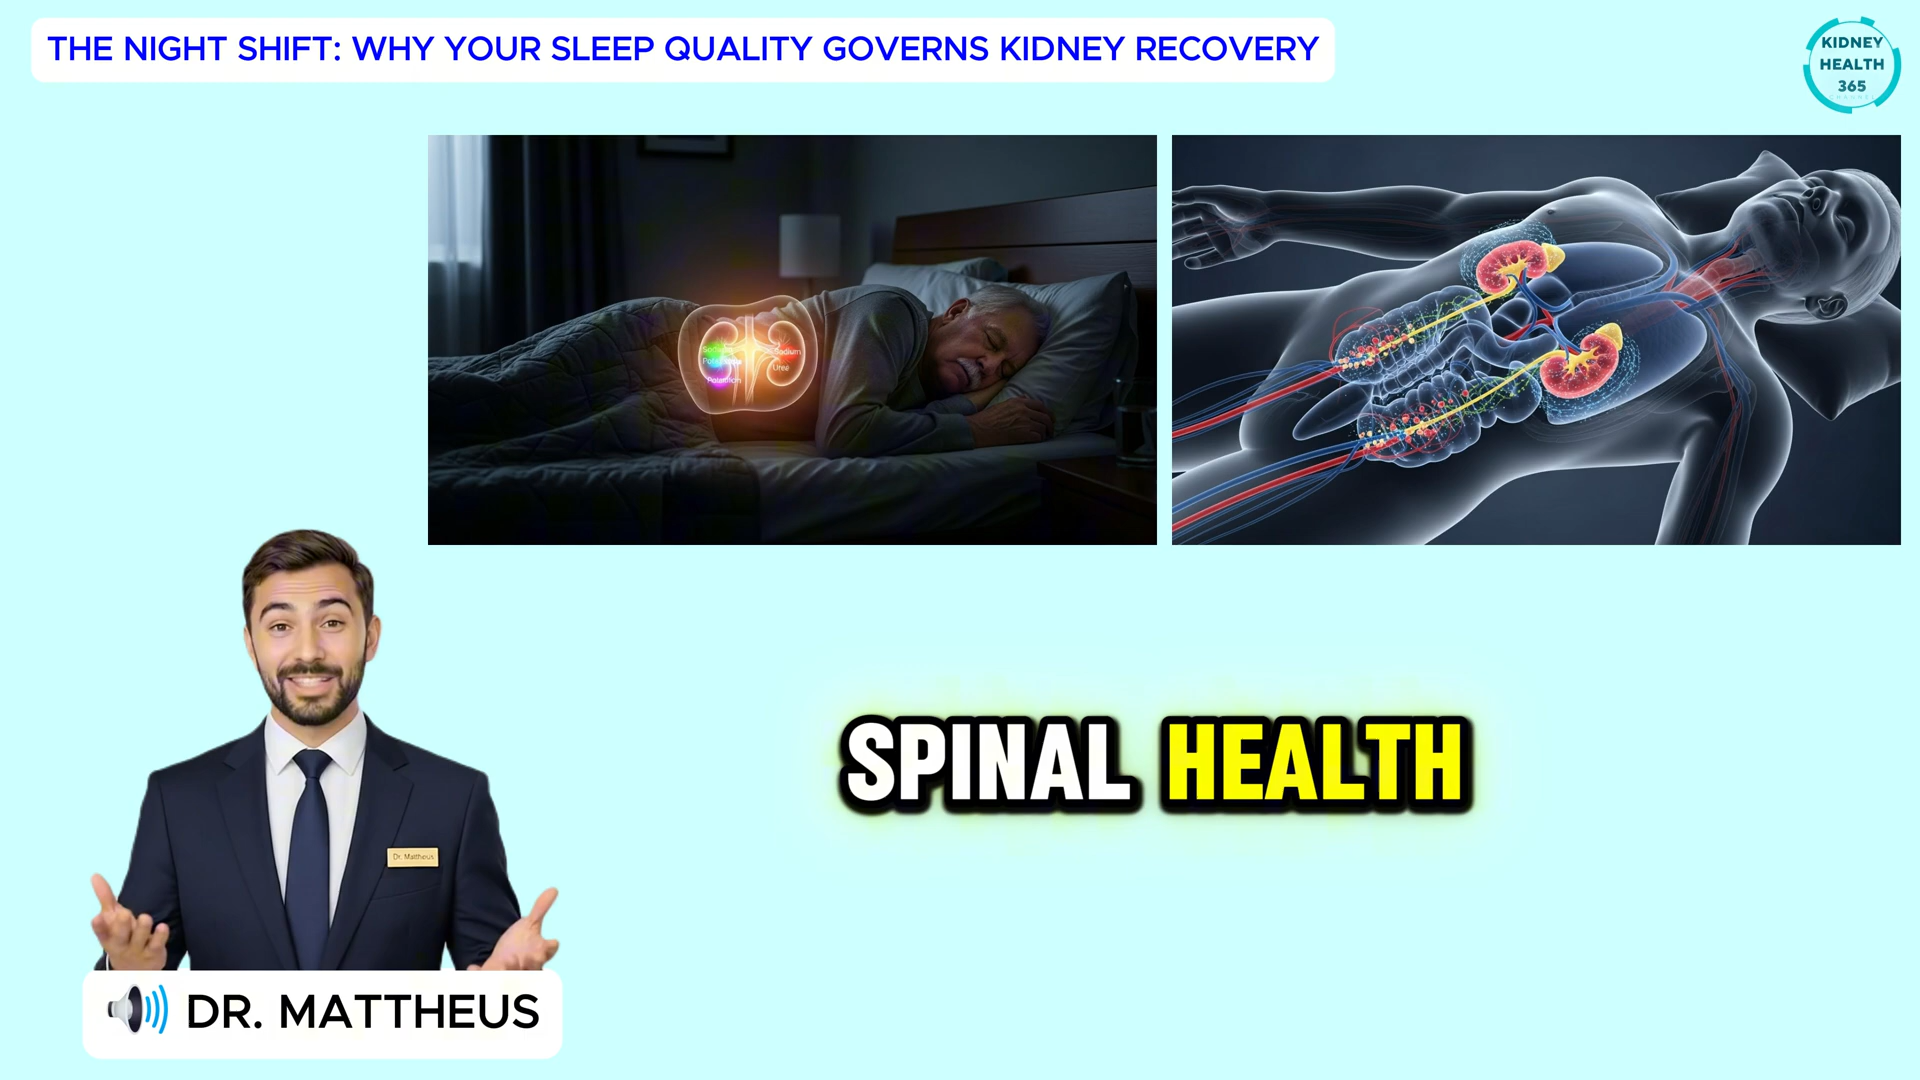 THE NIGHT SHIFT: WHY YOUR SLEEP QUALITY GOVERNS KIDNEY RECOVERY
KIDNEY
HEALTH
365
Sodium
Urea
SPINAL HEALTH
Dr. Mattheus
DR. MATTHEUS